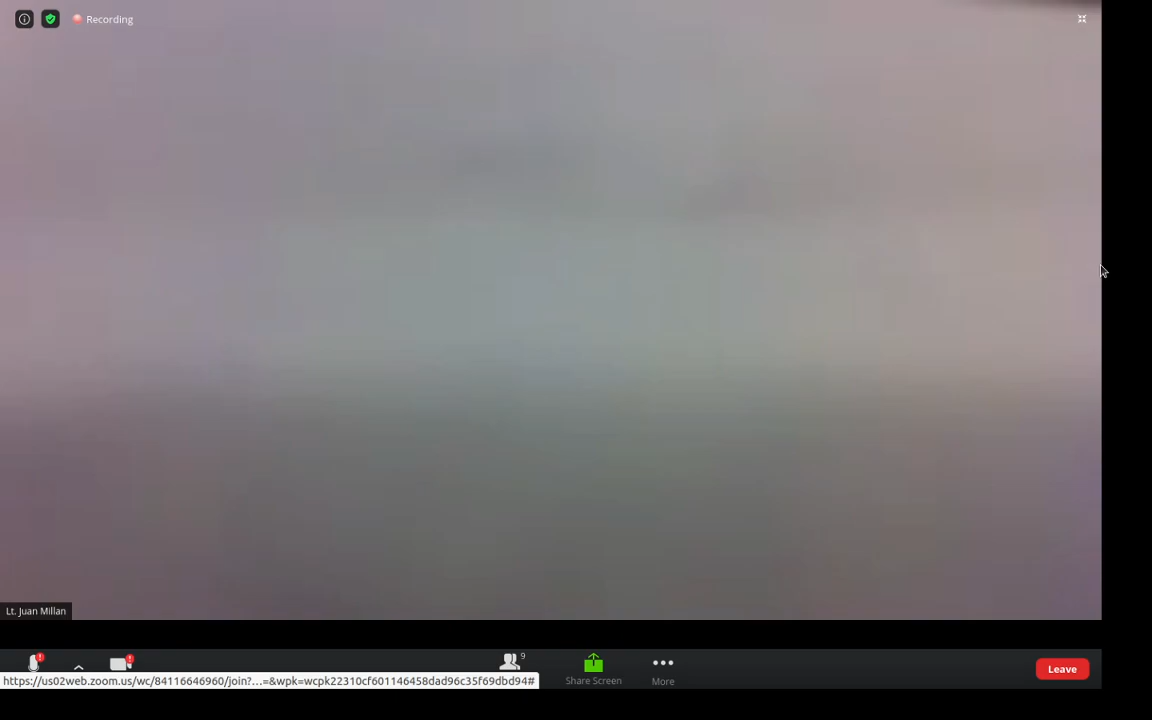 Recording
Lt. Juan Millan
9
Share Screen
More
Leave
https://us02web.zoom.us/wc/84116646960/join?...=&wpk=wcpk22310cf601146458dad96c35f69dbd94#